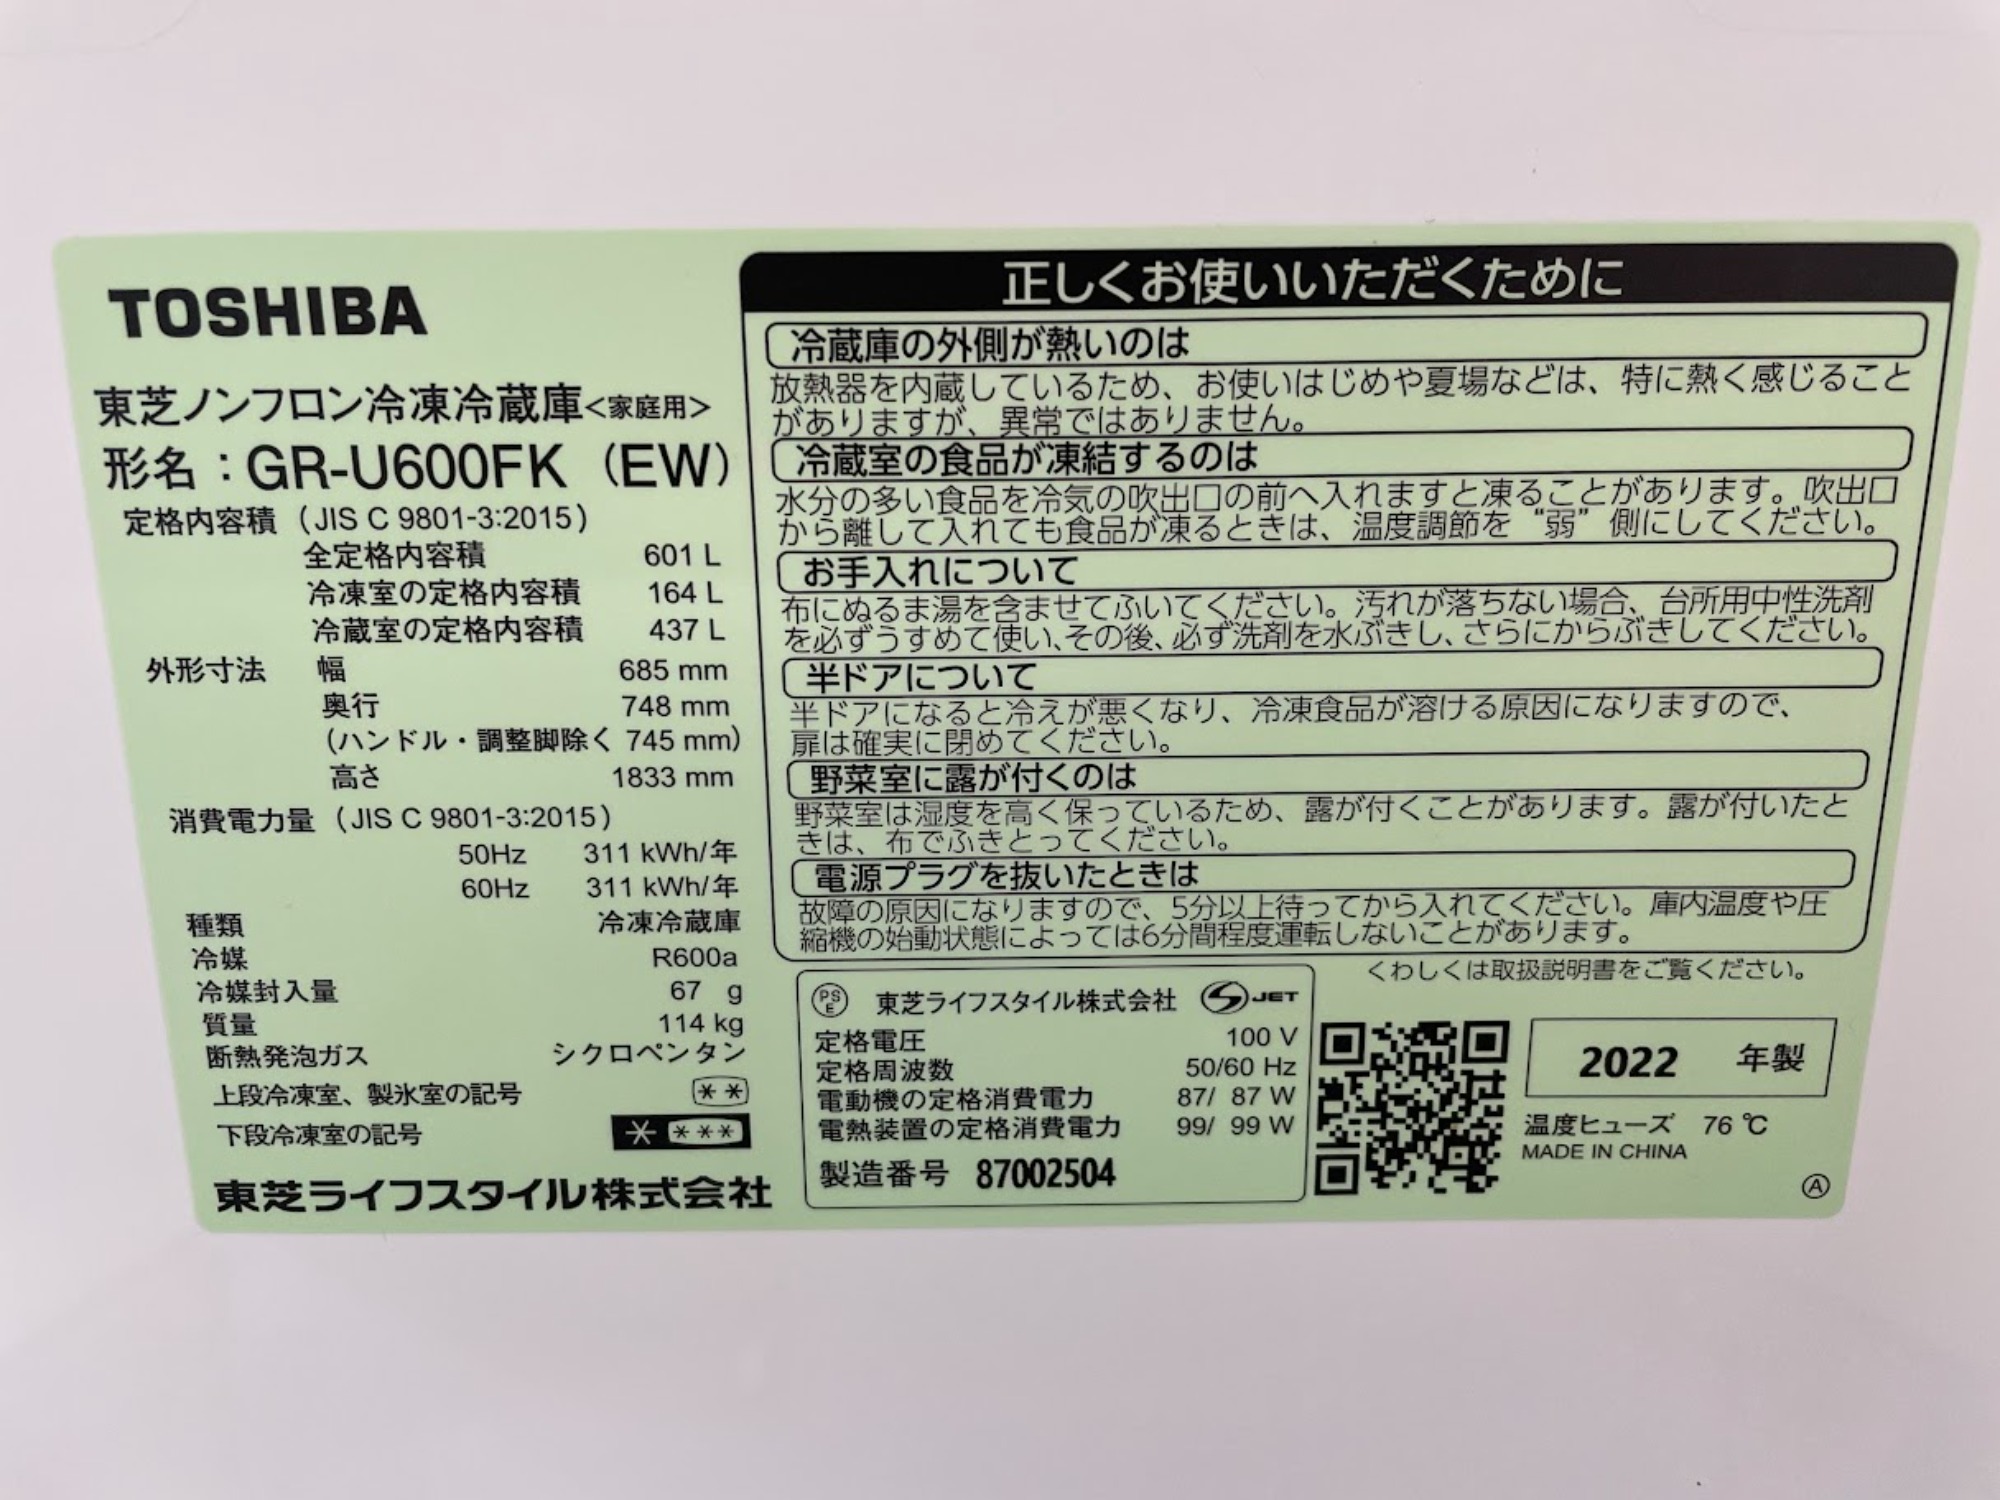 TOSHIBA
東芝ノンフロン冷凍冷蔵庫<家庭用>
形名：GR-U600FK（EW）
定格内容積（JIS C 9801-3:2015）
全定格内容積 601 L
冷凍室の定格内容積 164 L
冷蔵室の定格内容積 437 L
外形寸法 幅 685 mm
奥行 748 mm
（ハンドル・調整脚除く 745 mm）
高さ 1833 mm
消費電力量（JIS C 9801-3:2015）
50Hz 311 kWh/年
60Hz 311 kWh/年
種類 冷凍冷蔵庫
冷媒 R600a
冷媒封入量 67 g
質量 114 kg
断熱発泡ガス シクロペンタン
上段冷凍室、製氷室の記号 **
下段冷凍室の記号 * ***
東芝ライフスタイル株式会社
正しくお使いいただくために
冷蔵庫の外側が熱いのは
放熱器を内蔵しているため、お使いはじめや夏場などは、特に熱く感じること
がありますが、異常ではありません。
冷蔵室の食品が凍結するのは
水分の多い食品を冷気の吹出口の前へ入れますと凍ることがあります。吹出口
から離して入れても食品が凍るときは、温度調節を“弱”側にしてください。
お手入れについて
布にぬるま湯を含ませてふいてください。汚れが落ちない場合、台所用中性洗剤
を必ずうすめて使い、その後、必ず洗剤を水ぶきし、さらにからぶきしてください。
半ドアについて
半ドアになると冷えが悪くなり、冷凍食品が溶ける原因になりますので、
扉は確実に閉めてください。
野菜室に露が付くのは
野菜室は湿度を高く保っているため、露が付くことがあります。露が付いたと
きは、布でふきとってください。
電源プラグを抜いたときは
故障の原因になりますので、5分以上待ってから入れてください。庫内温度や圧
縮機の始動状態によっては6分間程度運転しないことがあります。
くわしくは取扱説明書をご覧ください。
PSE 東芝ライフスタイル株式会社 S JET
定格電圧 100 V
定格周波数 50/60 Hz
電動機の定格消費電力 87/ 87 W
電熱装置の定格消費電力 99/ 99 W
製造番号 87002504
2022 年製
温度ヒューズ 76 ℃
MADE IN CHINA
Ⓐ